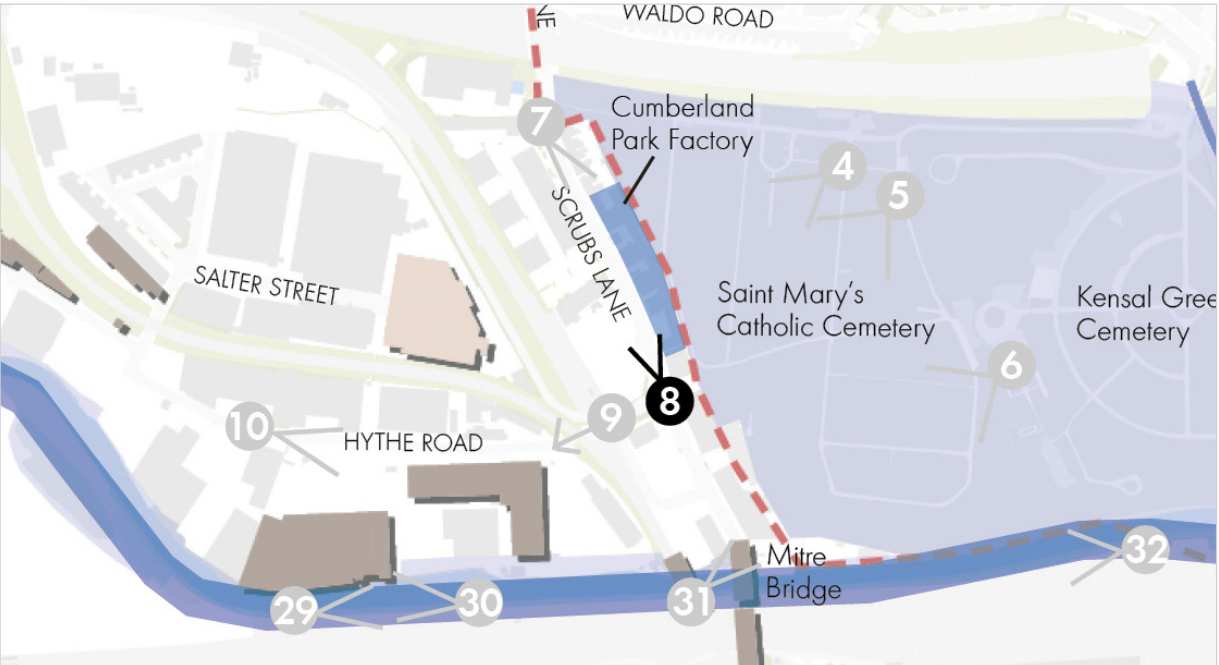 NE
WALDO ROAD
Cumberland
Park Factory
7
4
5
SCRUBS LANE
SALTER STREET
Saint Mary's
Catholic Cemetery
Kensal Gree
Cemetery
6
8
9
10
HYTHE ROAD
Mitre
Bridge
32
29
30
31